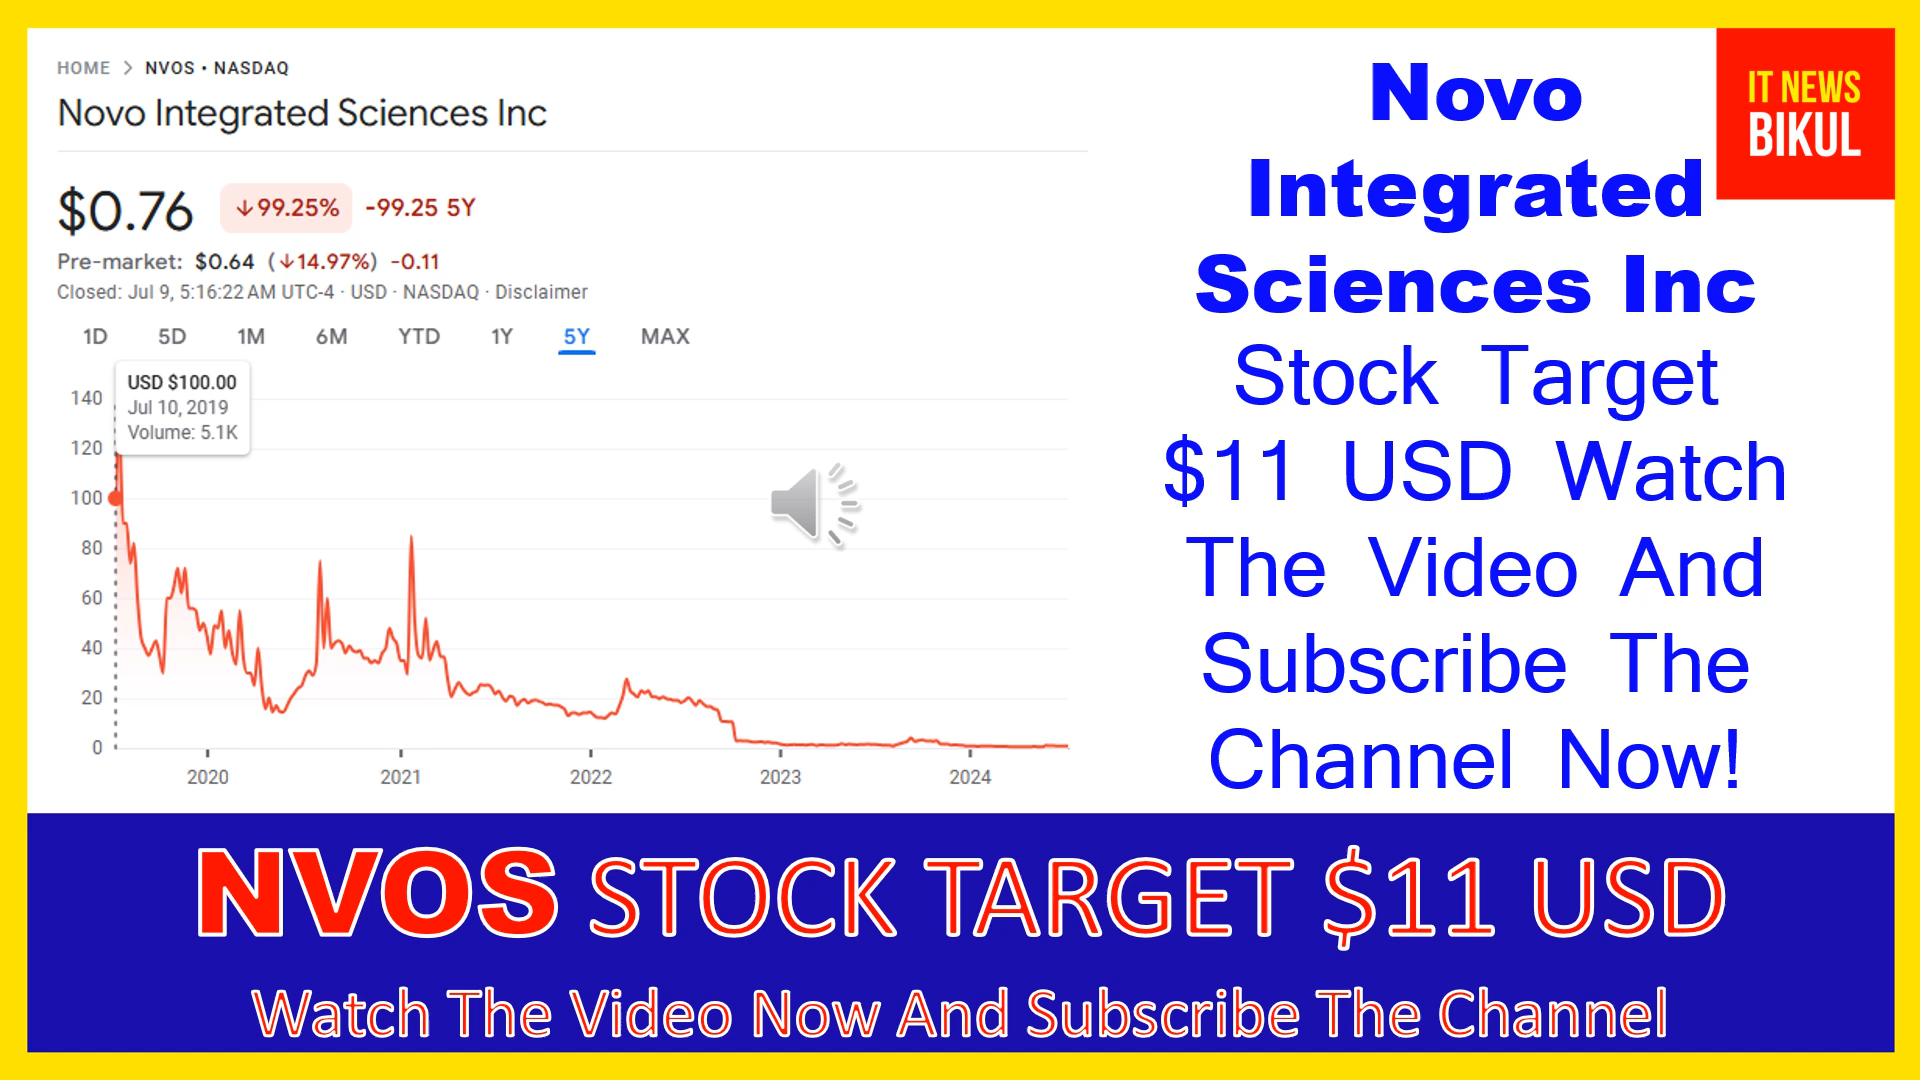 HOME > NVOS • NASDAQ
Novo Integrated Sciences Inc
$0.76 ↓99.25% -99.25 5Y
Pre-market: $0.64 (↓14.97%) -0.11
Closed: Jul 9, 5:16:22 AM UTC-4 · USD · NASDAQ · Disclaimer
1D 5D 1M 6M YTD 1Y 5Y MAX
USD $100.00
Jul 10, 2019
Volume: 5.1K
140
120
100
80
60
40
20
0
2020 2021 2022 2023 2024
Novo
Integrated
Sciences Inc
Stock Target
$11 USD Watch
The Video And
Subscribe The
Channel Now!
IT NEWS
BIKUL
NVOS STOCK TARGET $11 USD
Watch The Video Now And Subscribe The Channel